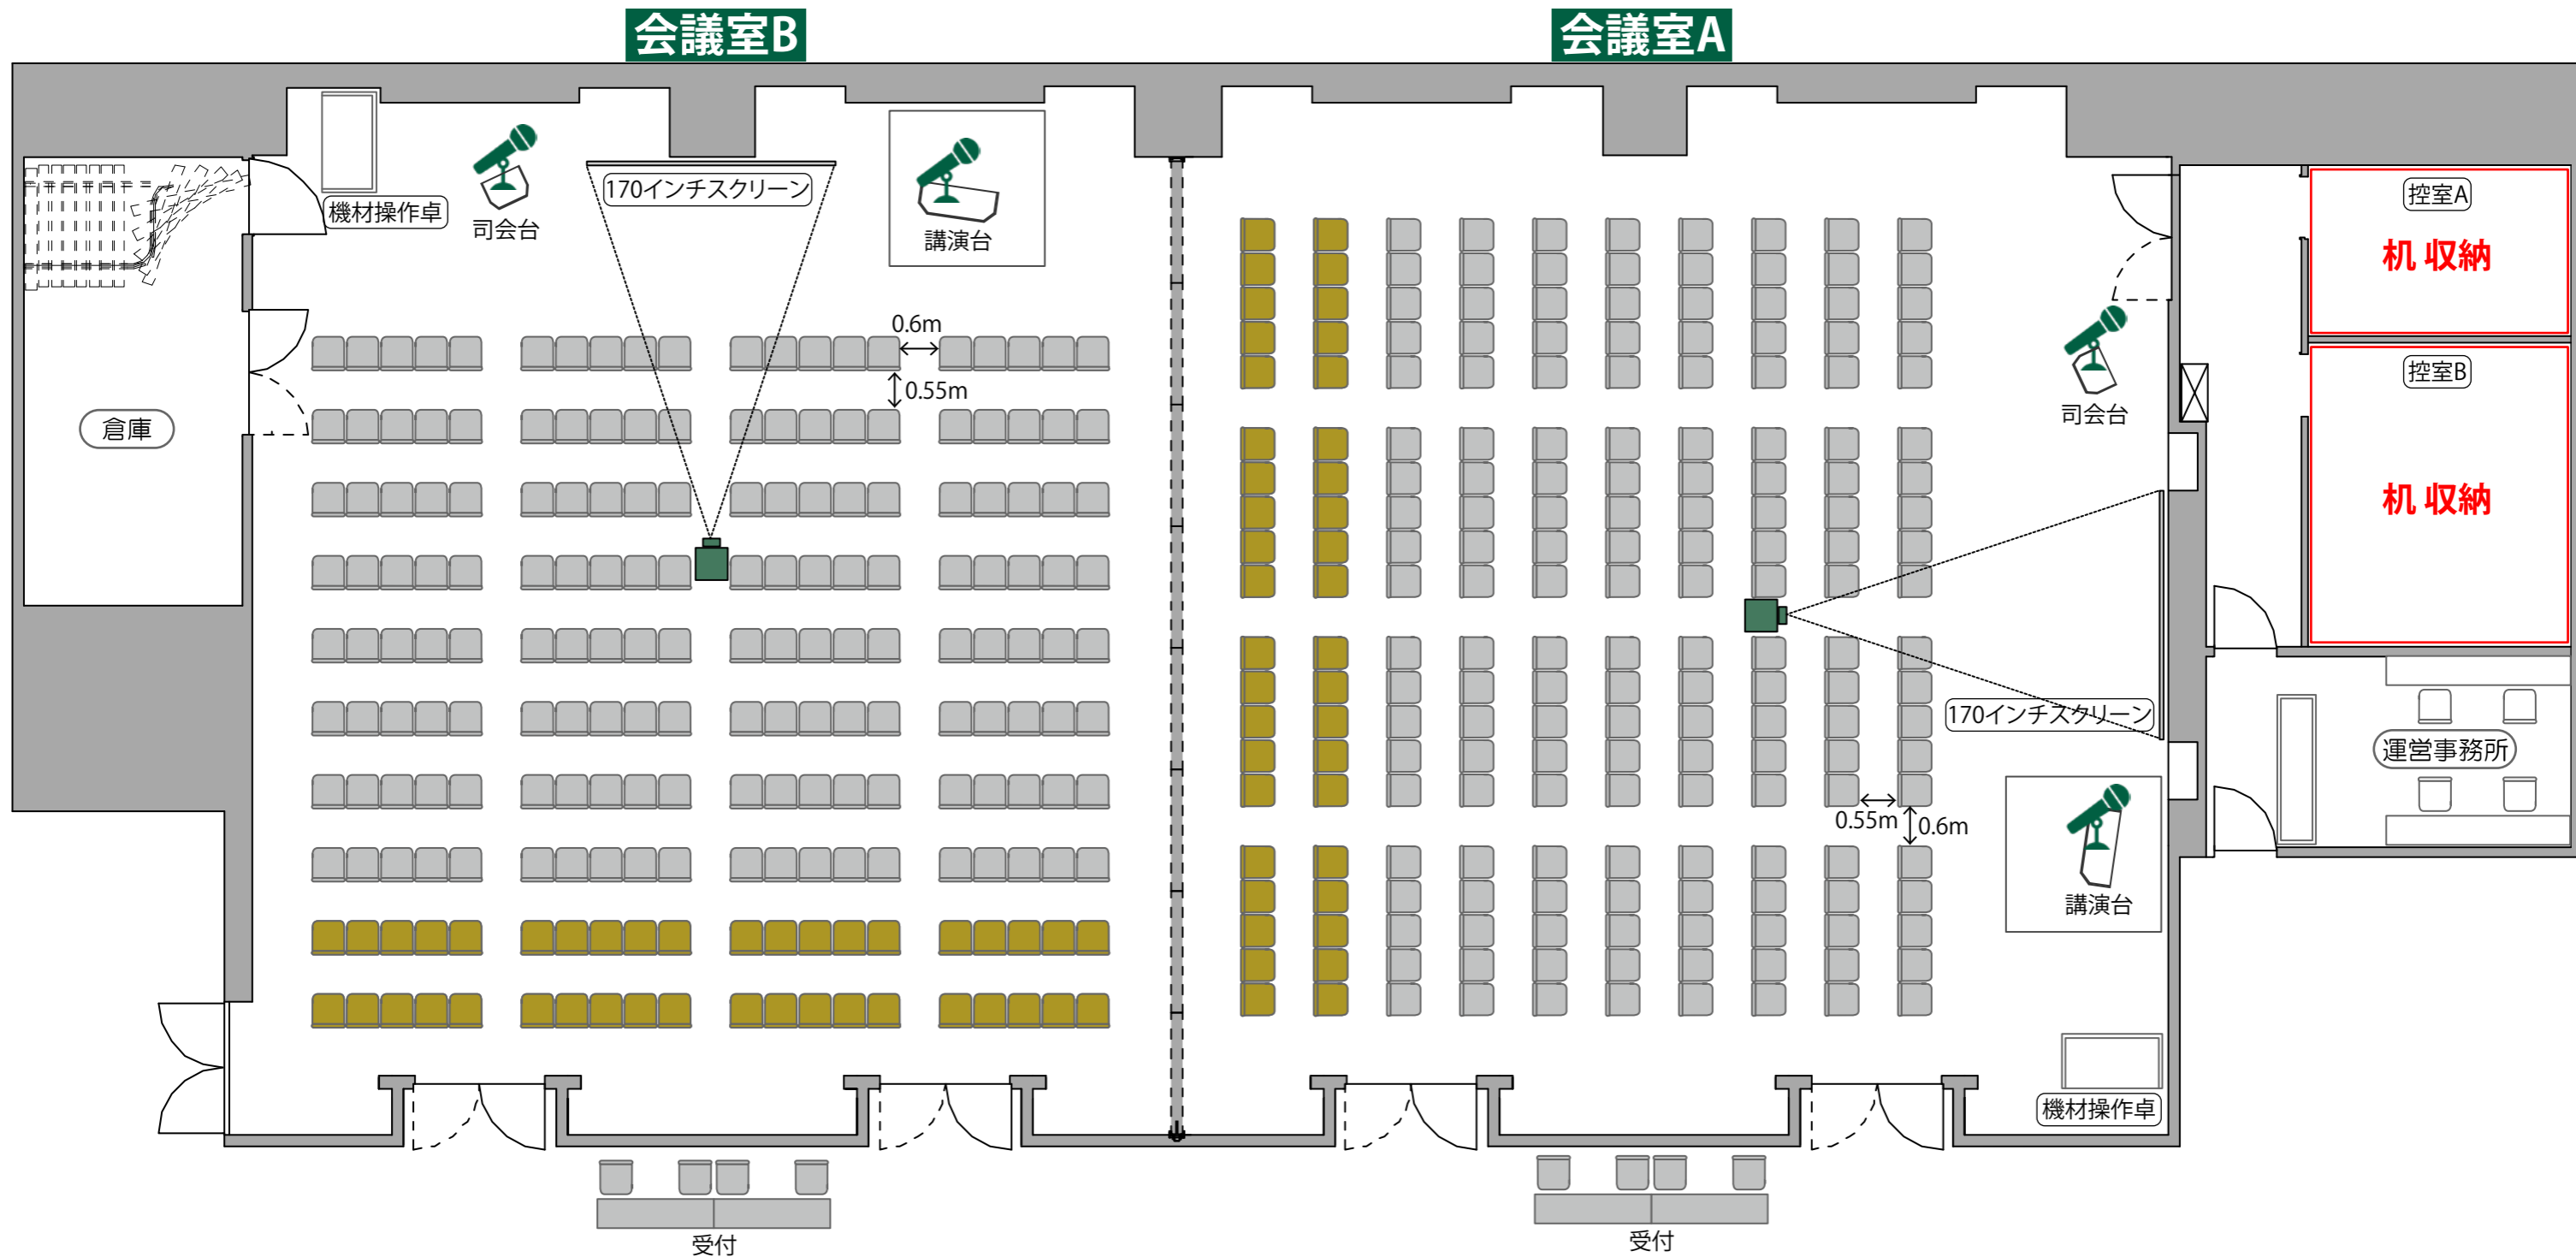 会議室B
会議室A
機材操作卓
司会台
170インチスクリーン
講演台
0.6m
0.55m
倉庫
控室A
机 収納
控室B
机 収納
司会台
170インチスクリーン
運営事務所
0.55m
0.6m
講演台
機材操作卓
受付
受付